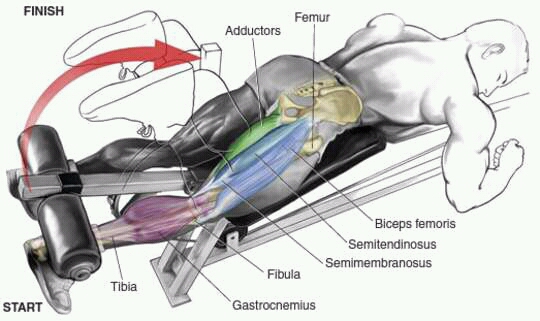 FINISH
Femur
Adductors
Biceps femoris
Semitendinosus
Semimembranosus
Fibula
Tibia
Gastrocnemius
START